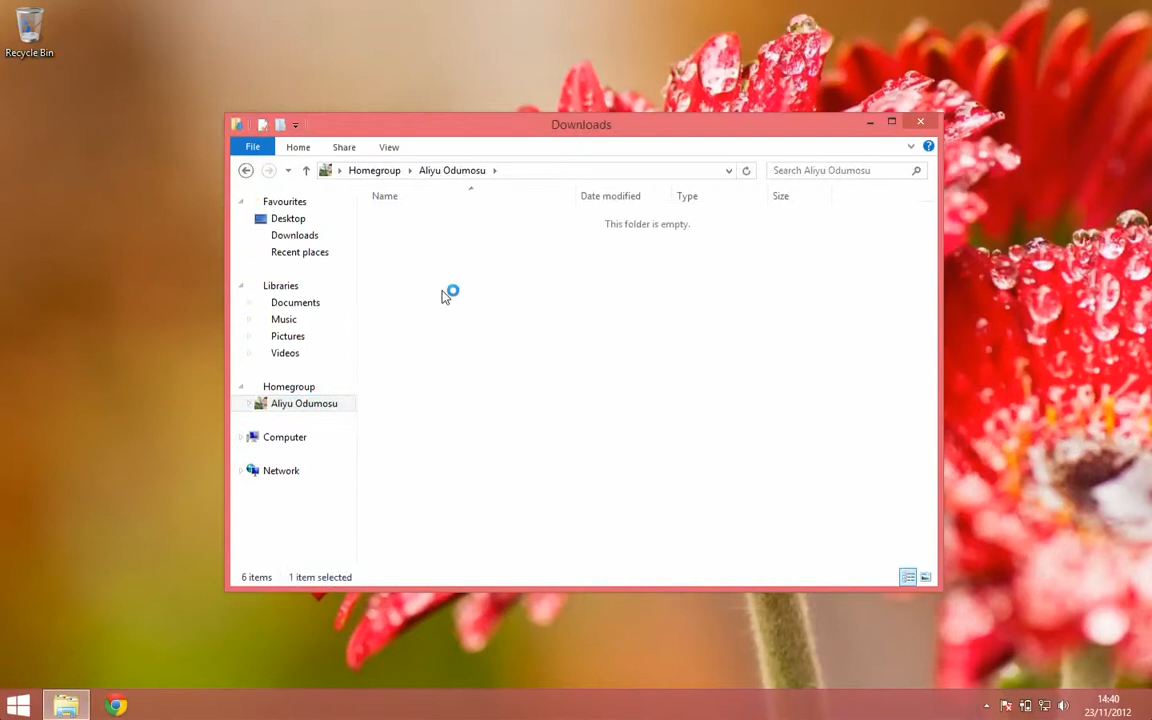 Recycle Bin
Downloads
File Home Share View
Homegroup Aliyu Odumosu
Search Aliyu Odumosu
Name Date modified Type Size
This folder is empty.
Favourites
Desktop
Downloads
Recent places
Libraries
Documents
Music
Pictures
Videos
Homegroup
Aliyu Odumosu
Computer
Network
6 items 1 item selected
14:40
23/11/2012